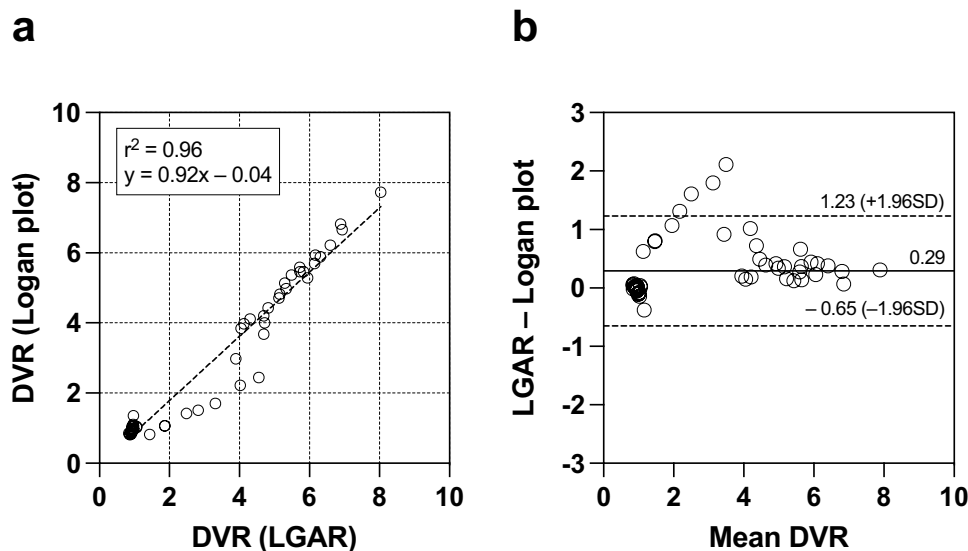 a
b
DVR (Logan plot)
10
8
6
4
2
0
r² = 0.96
y = 0.92x – 0.04
0 2 4 6 8 10
DVR (LGAR)
LGAR – Logan plot
3
2
1
0
-1
-2
-3
1.23 (+1.96SD)
0.29
– 0.65 (–1.96SD)
0 2 4 6 8 10
Mean DVR